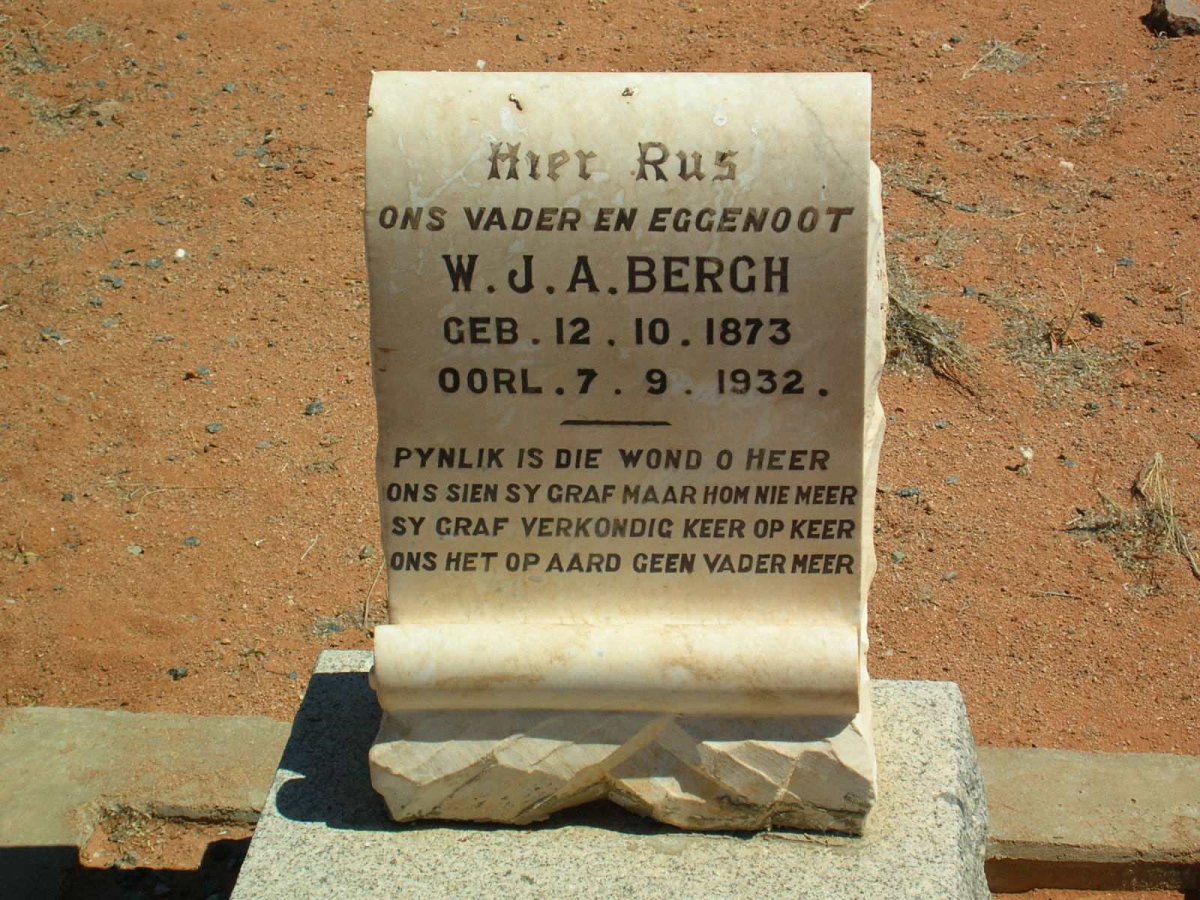 Hier Rus
ONS VADER EN EGGENOOT
W.J.A.BERGH
GEB. 12. 10. 1873
OORL. 7. 9. 1932.
PYNLIK IS DIE WOND O HEER
ONS SIEN SY GRAF MAAR HOM NIE MEER
SY GRAF VERKONDIG KEER OP KEER
ONS HET OP AARD GEEN VADER MEER